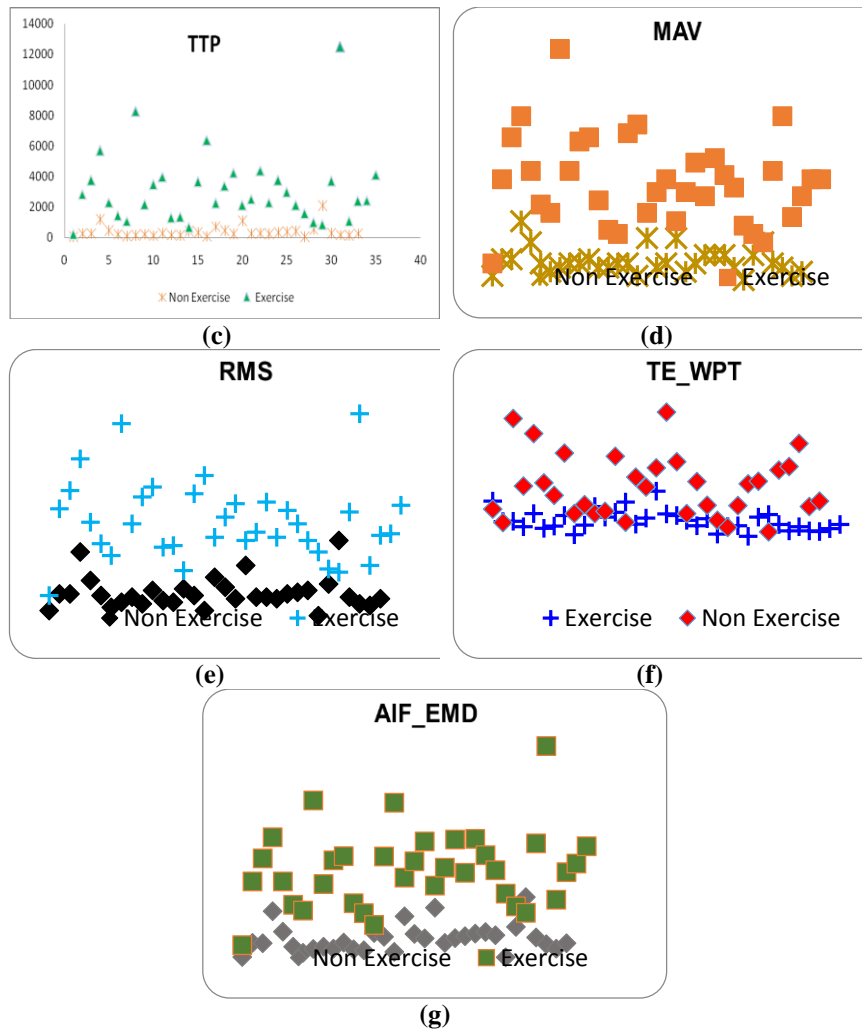 TTP
14000
12000
10000
8000
6000
4000
2000
0
0 5 10 15 20 25 30 35 40
Non Exercise Exercise
(c)
MAV
Non Exercise Exercise
(d)
RMS
Non Exercise Exercise
(e)
TE_WPT
Exercise Non Exercise
(f)
AIF_EMD
Non Exercise Exercise
(g)